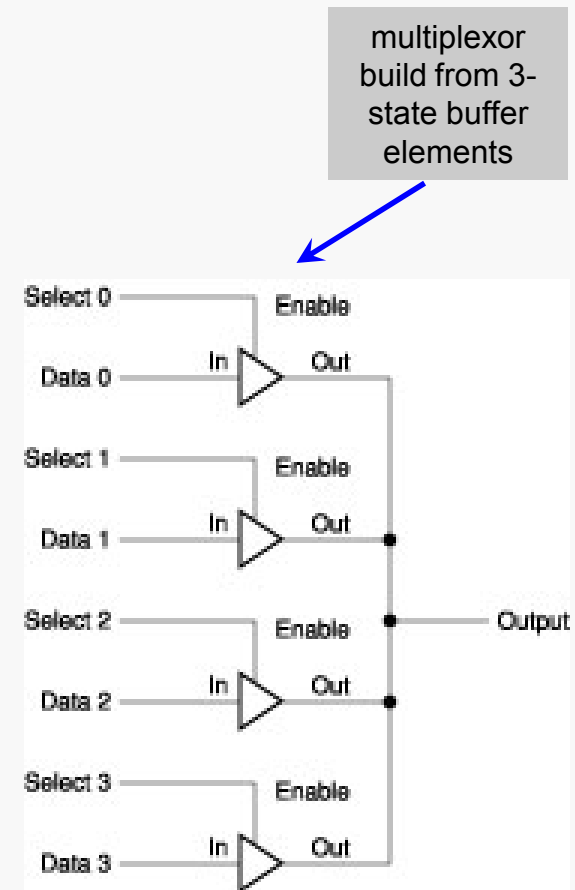 multiplexor
build from 3-
state buffer
elements
Select 0
Enable
In
Out
Data 0
Select 1
Enable
In
Out
Data 1
Select 2
Enable
Output
In
Out
Data 2
Select 3
Enable
In
Out
Data 3